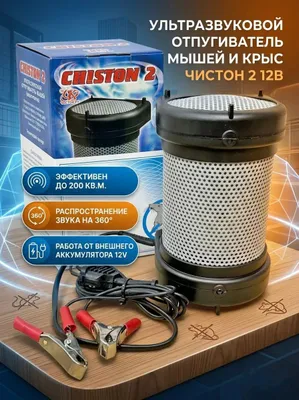 УЛЬТРАЗВУКОВОЙ
ОТПУГИВАТЕЛЬ
МЫШЕЙ И КРЫС
ЧИСТОН 2 12В
CHISTON 2
ЭФФЕКТИВЕН
ДО 200 КВ.М.
360°
РАСПРОСТРАНЕНИЕ
ЗВУКА НА 360°
РАБОТА ОТ ВНЕШНЕГО
АККУМУЛЯТОРА 12V